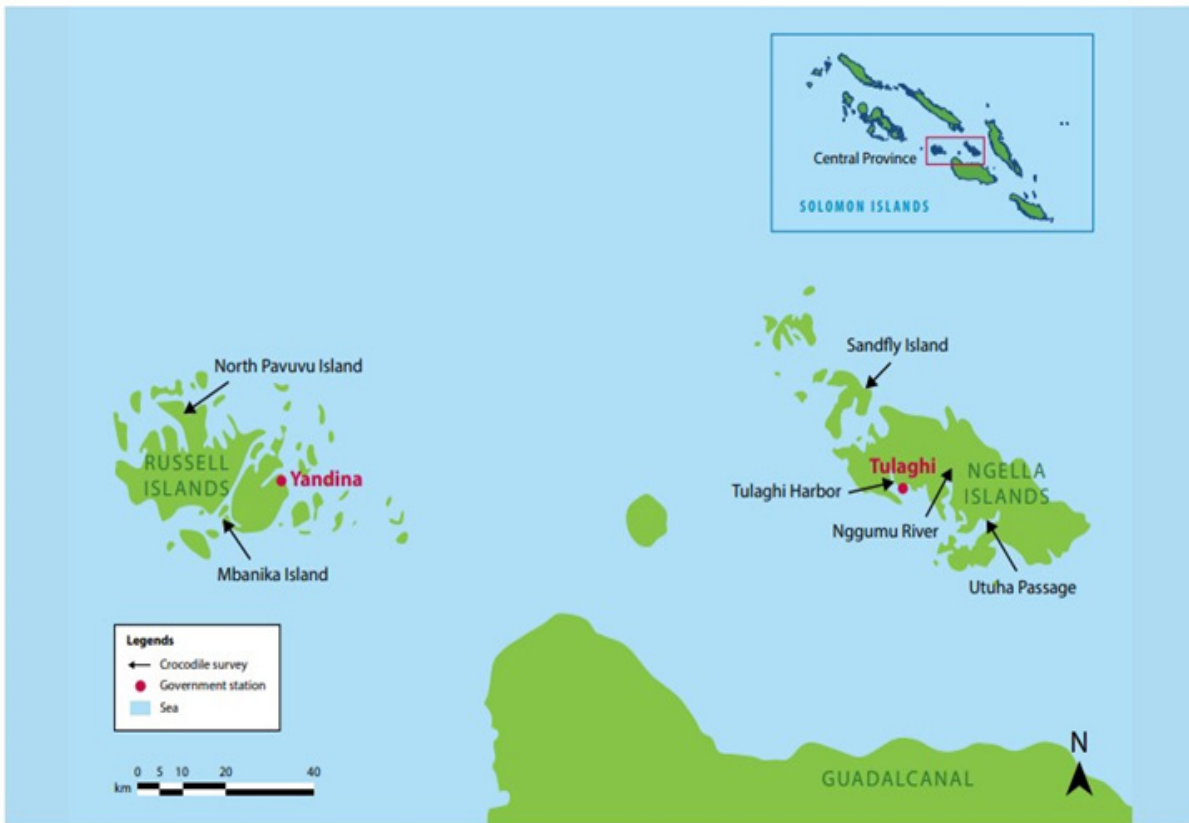 Central Province
SOLOMON ISLANDS
Sandfly Island
North Pavuvu Island
RUSSELL
ISLANDS
Yandina
Tulaghi
NGELLA
ISLANDS
Tulaghi Harbor
Nggumu River
Mbanika Island
Utuha Passage
Legends
Crocodile survey
Government station
Sea
N
0 5 10 20 40
km
GUADALCANAL